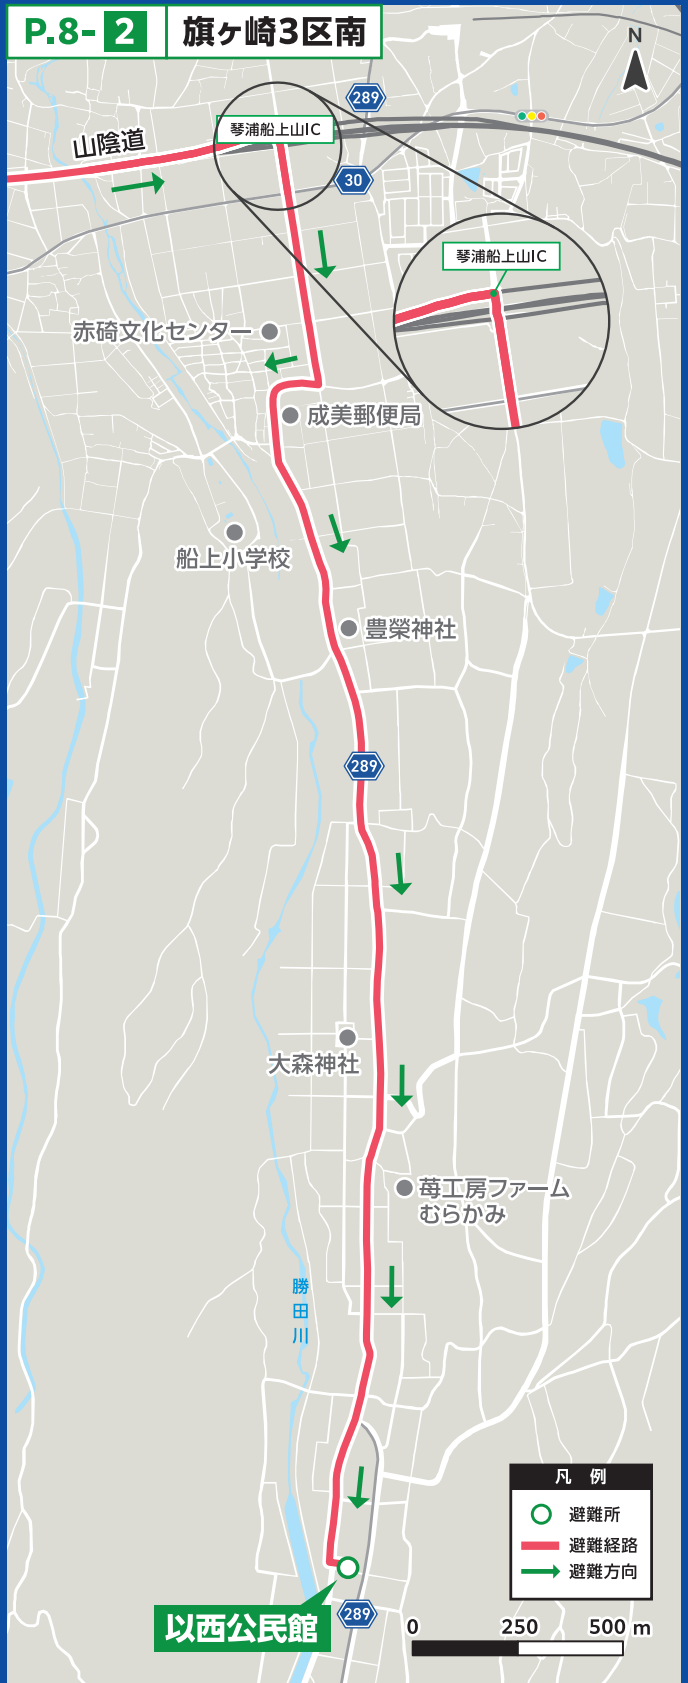 P.8-2 旗ヶ崎3区南
N
289
山陰道
琴浦船上山IC
30
琴浦船上山IC
赤碕文化センター
成美郵便局
船上小学校
豊榮神社
289
大森神社
苺工房ファーム
むらかみ
勝田川
凡 例
避難所
避難経路
避難方向
以西公民館
289
0 250 500 m